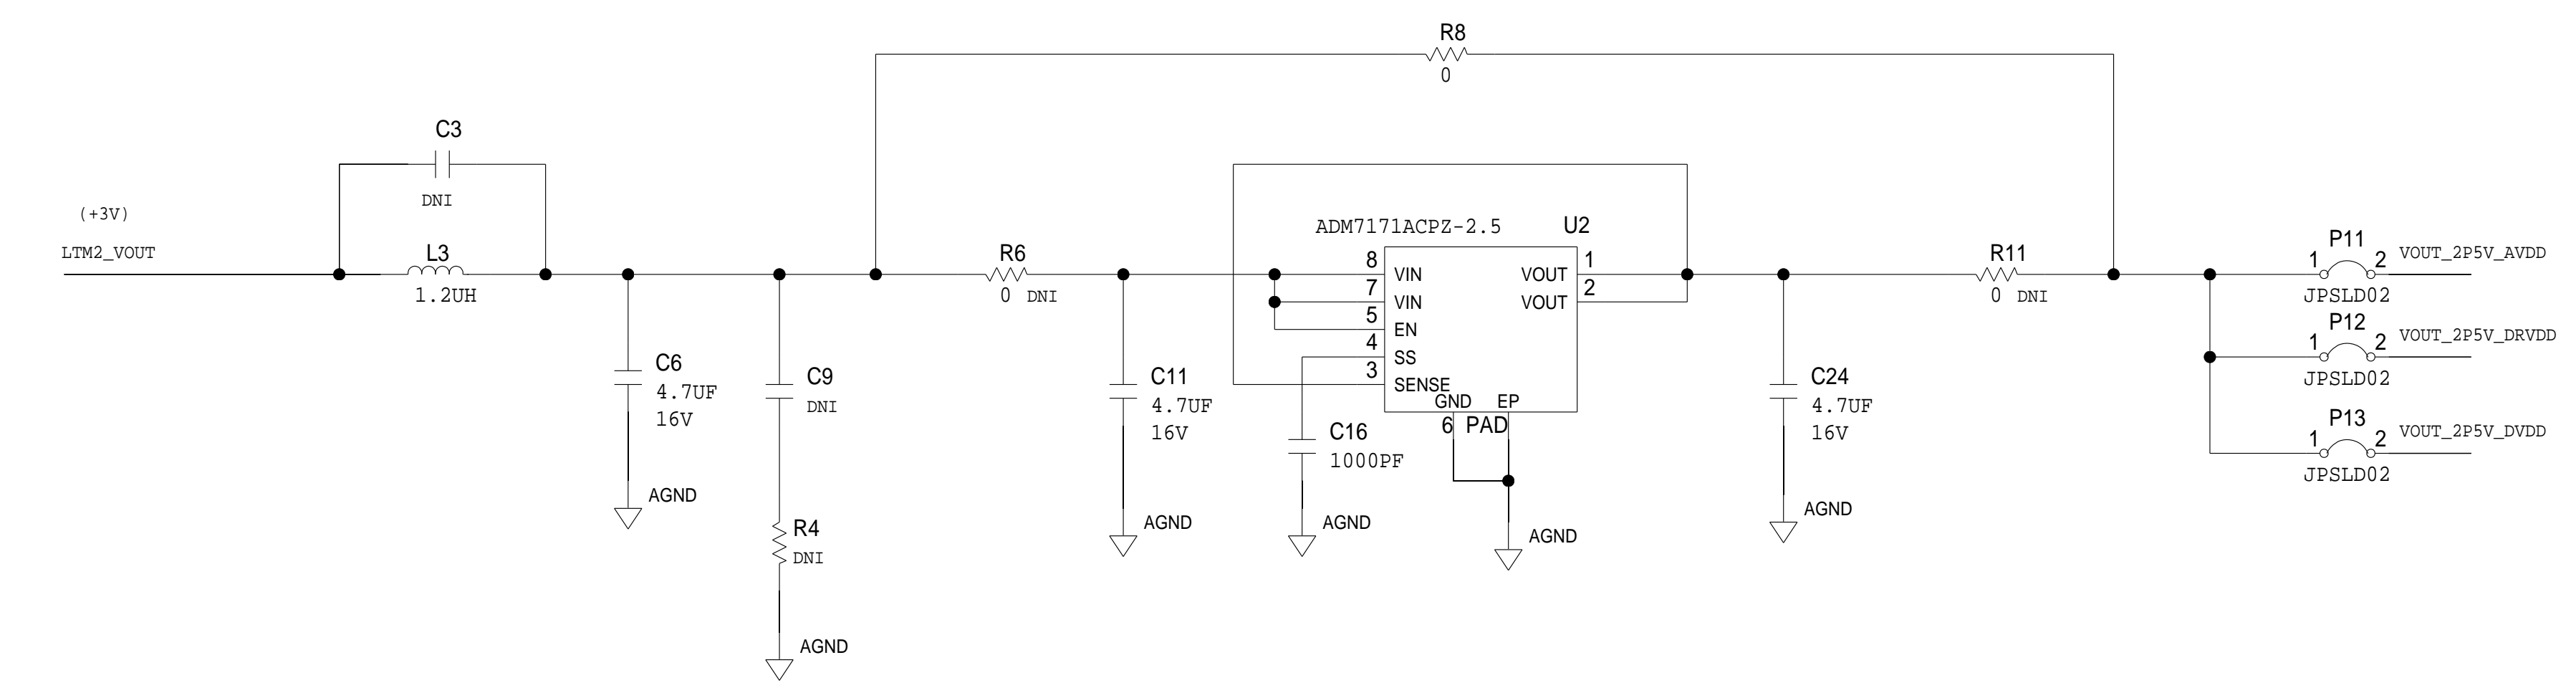 R8
0
C3
DNI
(+3V)
LTM2_VOUT
L3
1.2UH
R6
0 DNI
ADM7171ACPZ-2.5 U2
8 VIN
7 VIN
5 EN
4 SS
3 SENSE
VOUT 1
VOUT 2
GND EP
6 PAD
R11
0 DNI
P11
1 2 VOUT_2P5V_AVDD
JPSLD02
P12
1 2 VOUT_2P5V_DRVDD
JPSLD02
P13
1 2 VOUT_2P5V_DVDD
JPSLD02
C6
4.7UF
16V
AGND
C9
DNI
R4
DNI
AGND
C11
4.7UF
16V
AGND
C16
1000PF
AGND
AGND
C24
4.7UF
16V
AGND